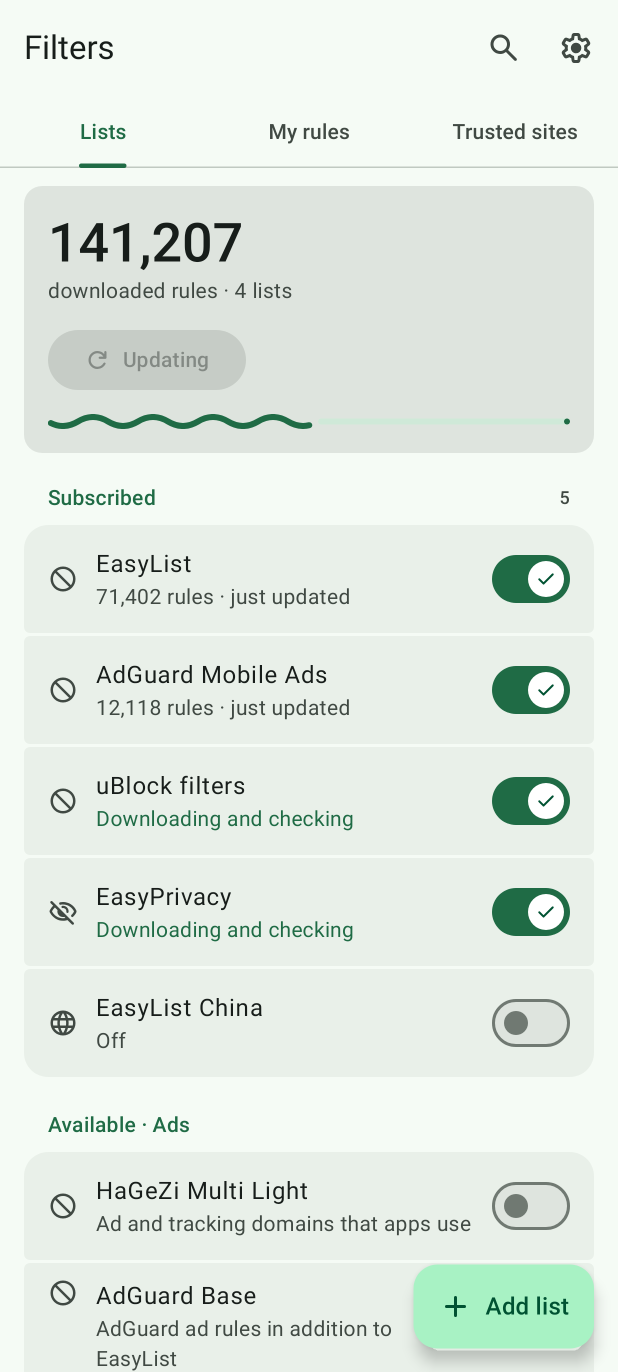 Filters
Lists
My rules
Trusted sites
141,207
downloaded rules · 4 lists
Updating
Subscribed
5
EasyList
71,402 rules · just updated
AdGuard Mobile Ads
12,118 rules · just updated
uBlock filters
Downloading and checking
EasyPrivacy
Downloading and checking
EasyList China
Off
Available · Ads
HaGeZi Multi Light
Ad and tracking domains that apps use
AdGuard Base
AdGuard ad rules in addition to
EasyList
Add list